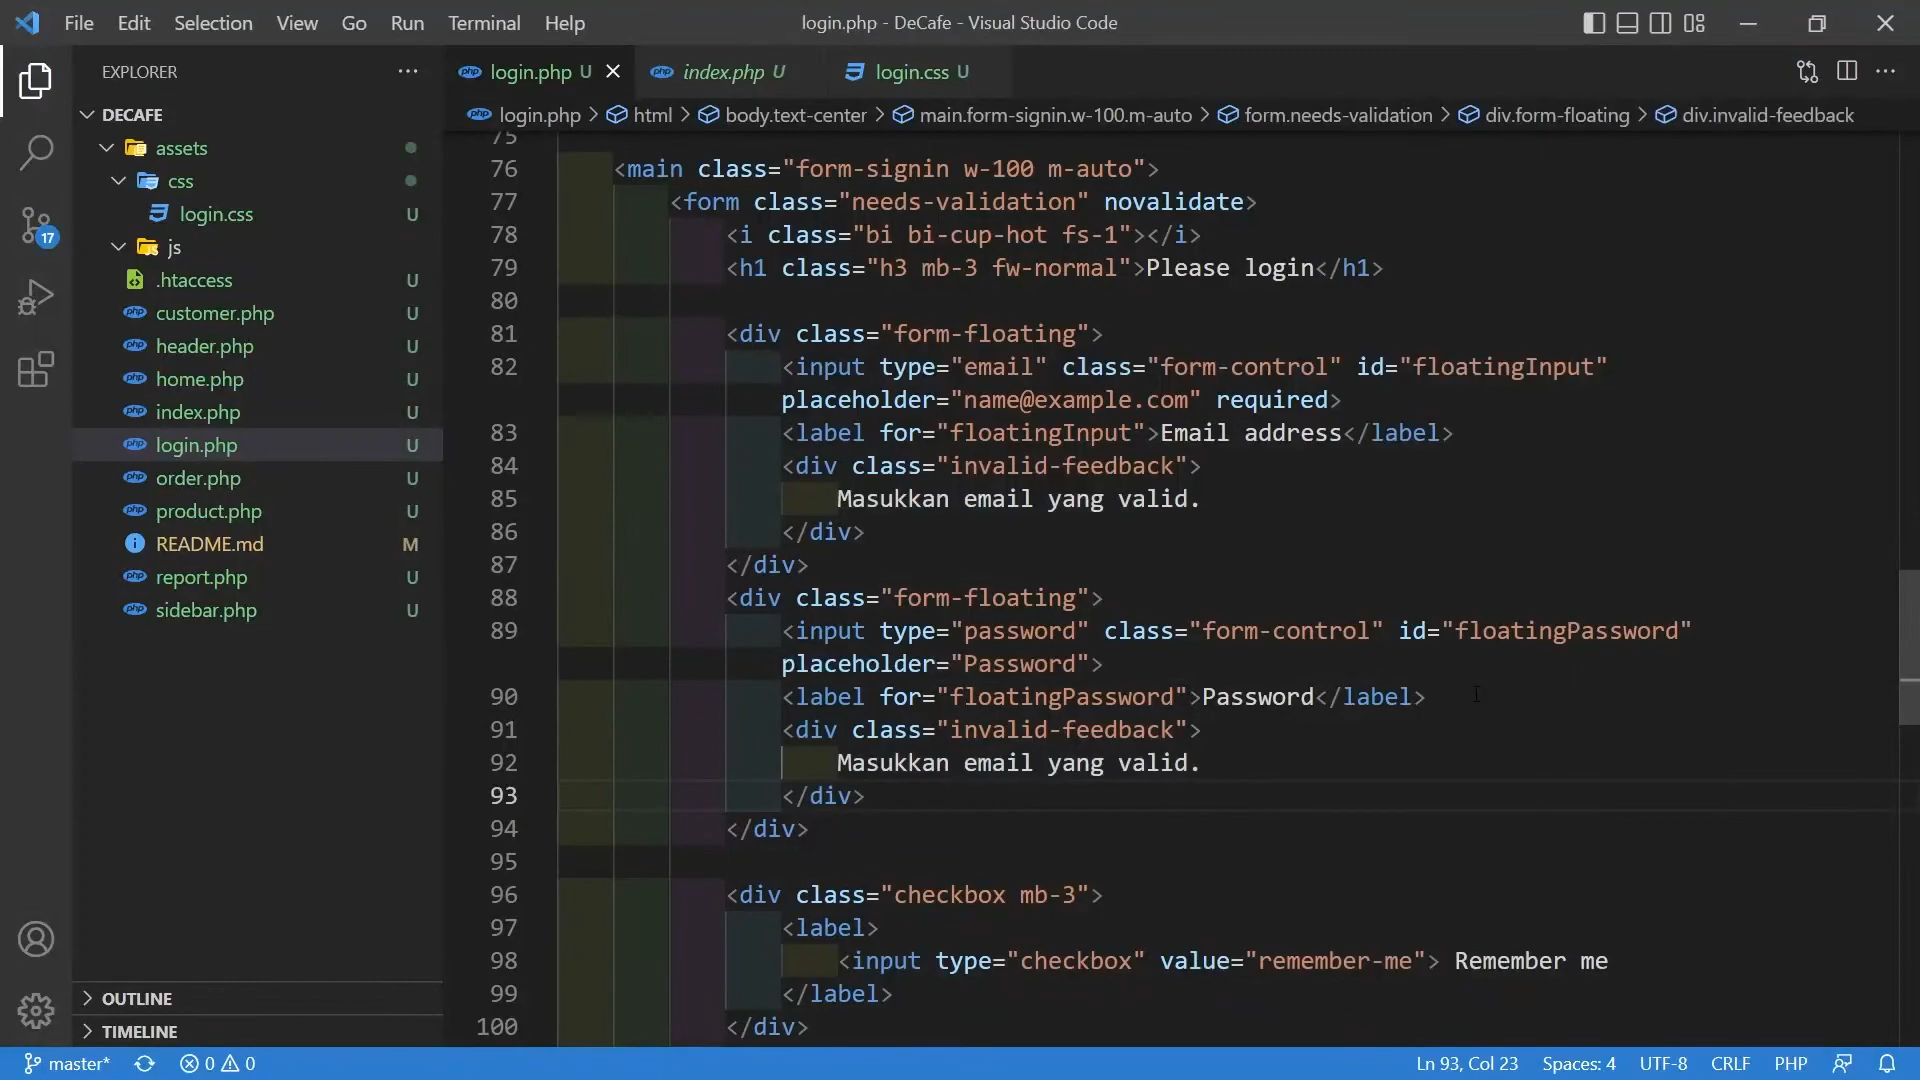 File Edit Selection View Go Run Terminal Help
login.php - DeCafe - Visual Studio Code
EXPLORER
login.php U
index.php U
login.css U
DECAFE
login.php > html > body.text-center > main.form-signin.w-100.m-auto > form.needs-validation > div.form-floating > div.invalid-feedback
assets
css
login.css U
js
.htaccess U
customer.php U
header.php U
home.php U
index.php U
login.php U
order.php U
product.php U
README.md M
report.php U
sidebar.php U
17
OUTLINE
TIMELINE
75
76 <main class="form-signin w-100 m-auto">
77 <form class="needs-validation" novalidate>
78 <i class="bi bi-cup-hot fs-1"></i>
79 <h1 class="h3 mb-3 fw-normal">Please login</h1>
80
81 <div class="form-floating">
82 <input type="email" class="form-control" id="floatingInput"
placeholder="name@example.com" required>
83 <label for="floatingInput">Email address</label>
84 <div class="invalid-feedback">
85 Masukkan email yang valid.
86 </div>
87 </div>
88 <div class="form-floating">
89 <input type="password" class="form-control" id="floatingPassword"
placeholder="Password">
90 <label for="floatingPassword">Password</label>
91 <div class="invalid-feedback">
92 Masukkan email yang valid.
93 </div>
94 </div>
95
96 <div class="checkbox mb-3">
97 <label>
98 <input type="checkbox" value="remember-me"> Remember me
99 </label>
100 </div>
master* 0 0
Ln 93, Col 23 Spaces: 4 UTF-8 CRLF PHP